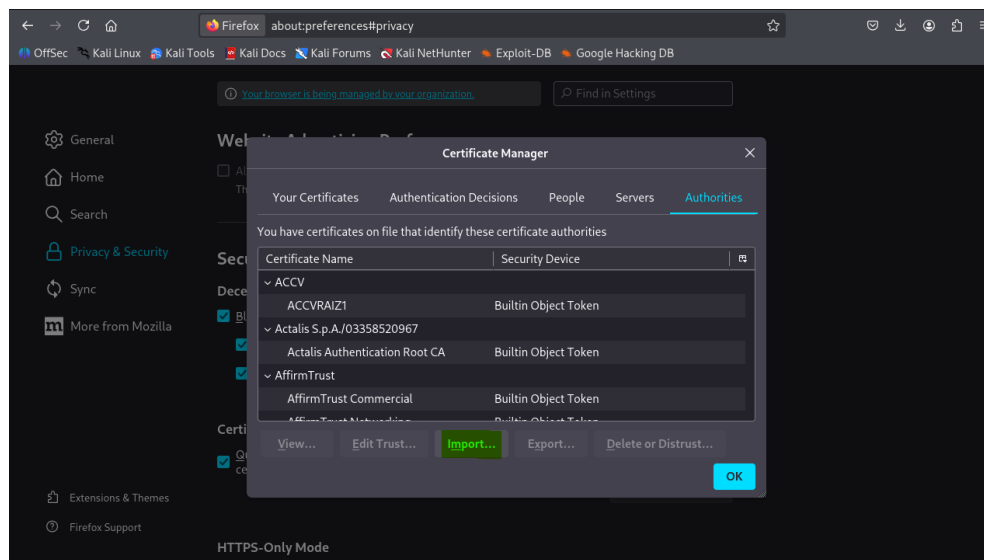 Firefox about:preferences#privacy
OffSec Kali Linux Kali Tools Kali Docs Kali Forums Kali NetHunter Exploit-DB Google Hacking DB
Your browser is being managed by your organization.
Find in Settings
General
Home
Search
Privacy & Security
Sync
More from Mozilla
Extensions & Themes
Firefox Support
Certificate Manager
Your Certificates Authentication Decisions People Servers Authorities
You have certificates on file that identify these certificate authorities
Certificate Name Security Device
ACCV
ACCVRAIZ1 Builtin Object Token
Actalis S.p.A./03358520967
Actalis Authentication Root CA Builtin Object Token
AffirmTrust
AffirmTrust Commercial Builtin Object Token
AffirmTrust Networking Builtin Object Token
View... Edit Trust... Import... Export... Delete or Distrust...
OK
HTTPS-Only Mode